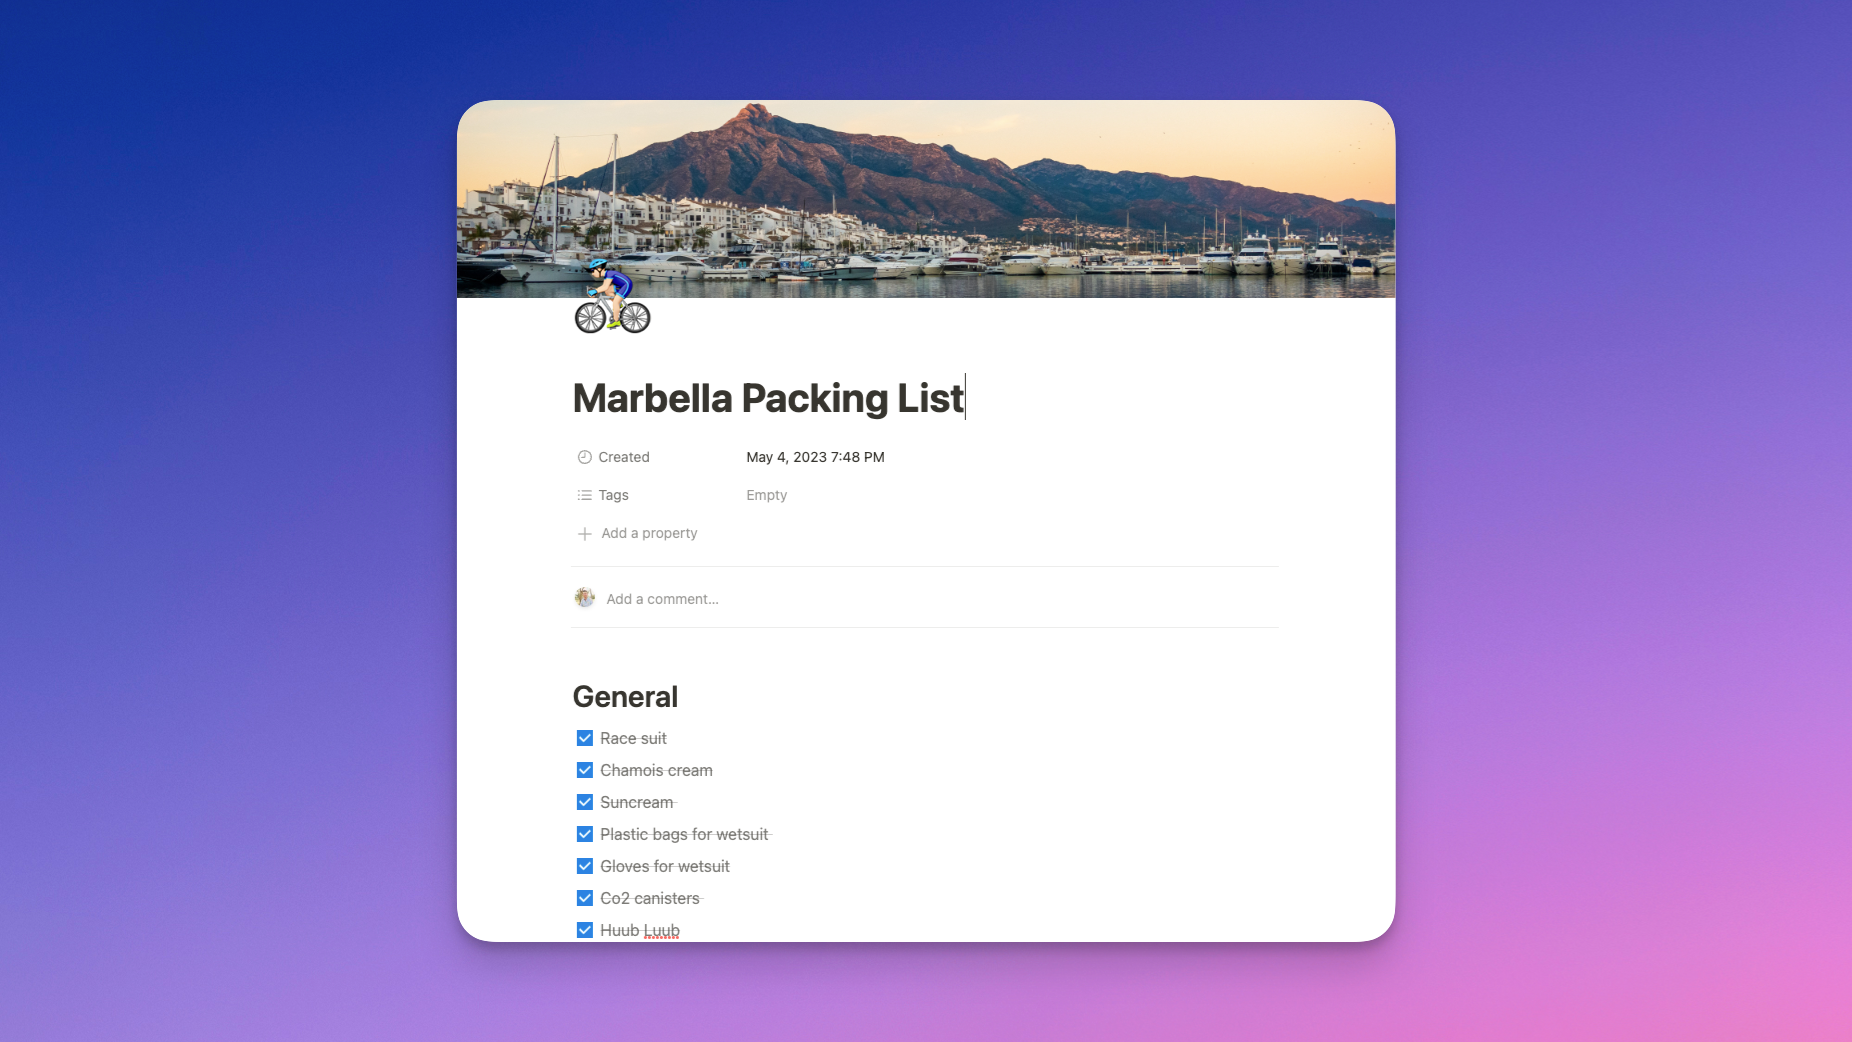 Marbella Packing List
Created May 4, 2023 7:48 PM
Tags Empty
Add a property
Add a comment...
General
Race suit
Chamois cream
Suncream
Plastic bags for wetsuit
Gloves for wetsuit
Co2 canisters
Huub Luub